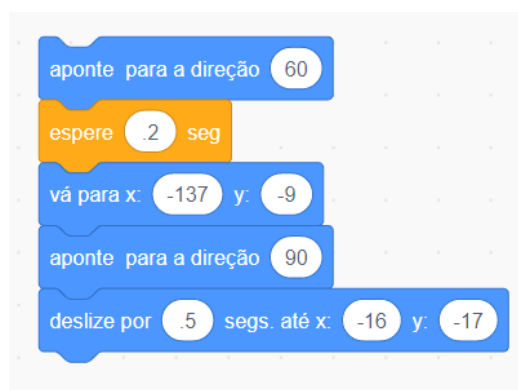 aponte para a direção 60
espere .2 seg
vá para x: -137 y: -9
aponte para a direção 90
deslize por .5 segs. até x: -16 y: -17